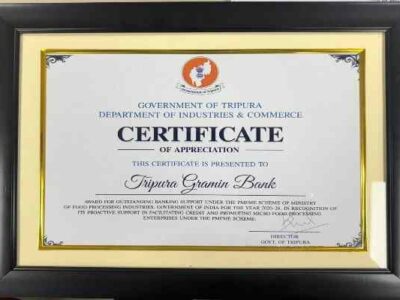 GOVERNMENT OF TRIPURA
DEPARTMENT OF INDUSTRIES & COMMERCE
CERTIFICATE
OF APPRECIATION
THIS CERTIFICATE IS PRESENTED TO
Tripura Gramin Bank
AWARD FOR OUTSTANDING BANKING SUPPORT UNDER THE PMFME SCHEME OF MINISTRY
OF FOOD PROCESSING INDUSTRIES, GOVERNMENT OF INDIA FOR THE YEAR IN RECOGNITION OF
ITS PROACTIVE SUPPORT IN FACILITATING CREDIT AND PROMOTING MICRO FOOD PROCESSING
ENTERPRISES UNDER THE PMFME SCHEME.
DIRECTOR
GOVT. OF TRIPURA